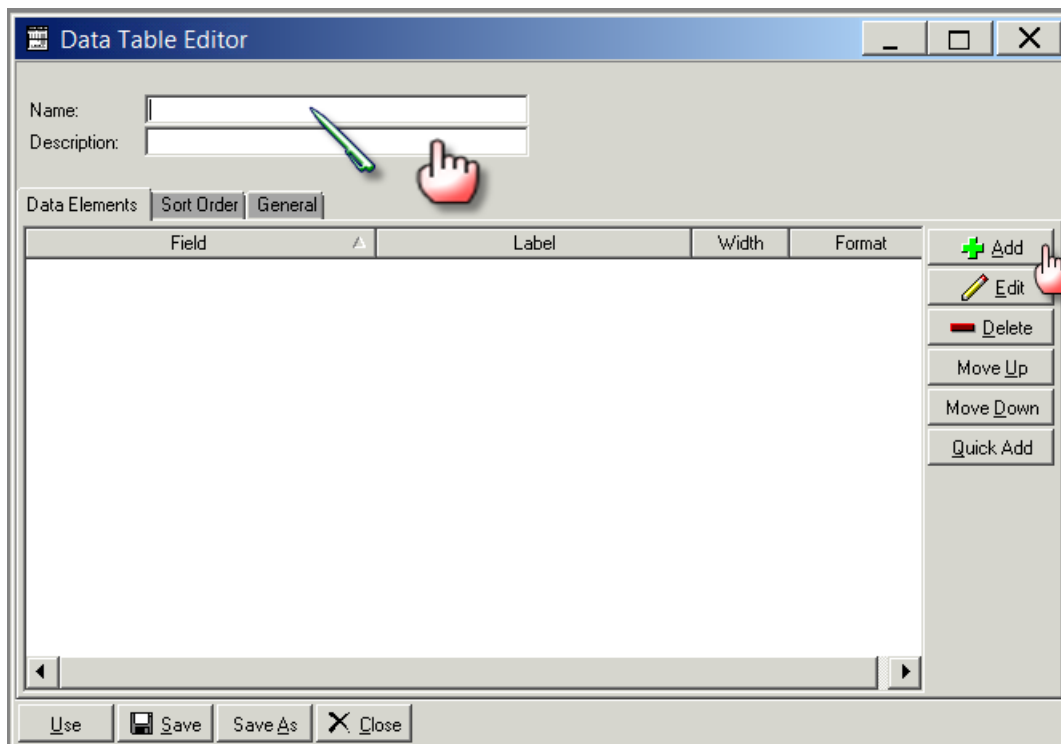 Data Table Editor
Name:
Description:
Data Elements Sort Order General
Field Label Width Format
Add
Edit
Delete
Move Up
Move Down
Quick Add
Use Save Save As Close